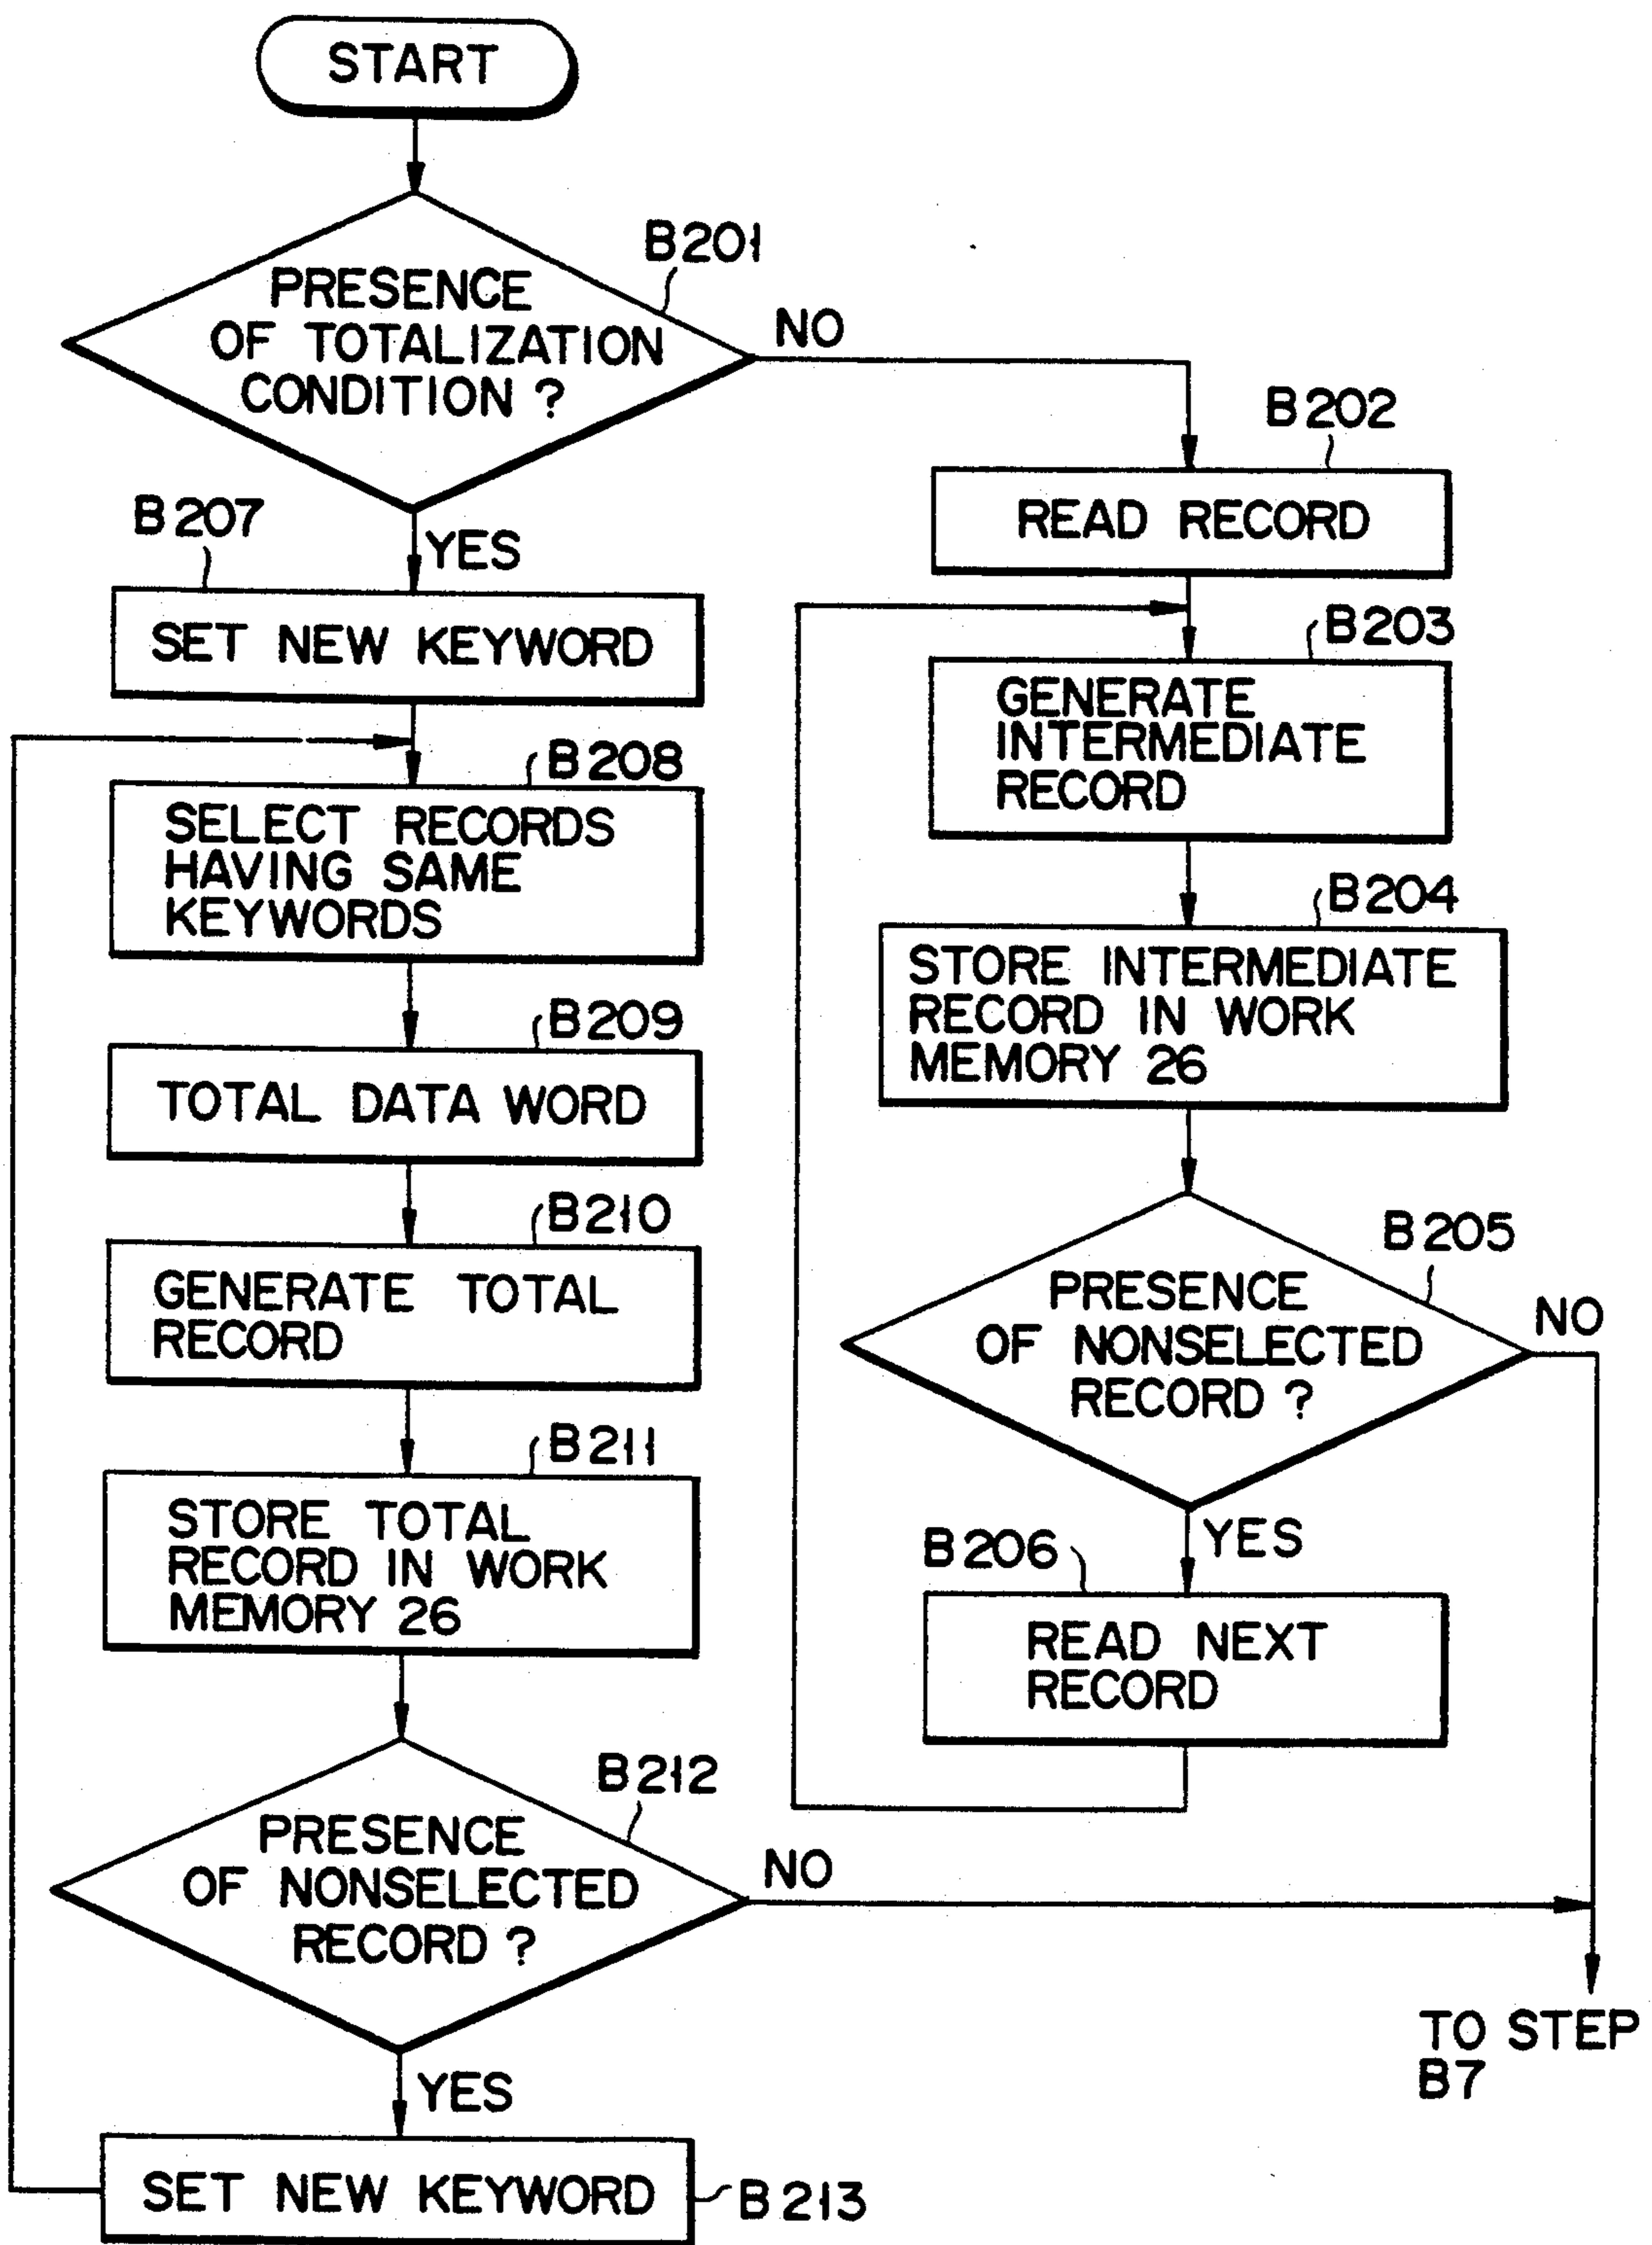 START
B201
PRESENCE
OF TOTALIZATION
CONDITION ?
NO
YES
B202
READ RECORD
B203
GENERATE
INTERMEDIATE
RECORD
B204
STORE INTERMEDIATE
RECORD IN WORK
MEMORY 26
B205
PRESENCE
OF NONSELECTED
RECORD ?
NO
YES
B206
READ NEXT
RECORD
B207
SET NEW KEYWORD
B208
SELECT RECORDS
HAVING SAME
KEYWORDS
B209
TOTAL DATA WORD
B210
GENERATE TOTAL
RECORD
B211
STORE TOTAL
RECORD IN WORK
MEMORY 26
B212
PRESENCE
OF NONSELECTED
RECORD ?
NO
YES
SET NEW KEYWORD
B213
TO STEP
B7